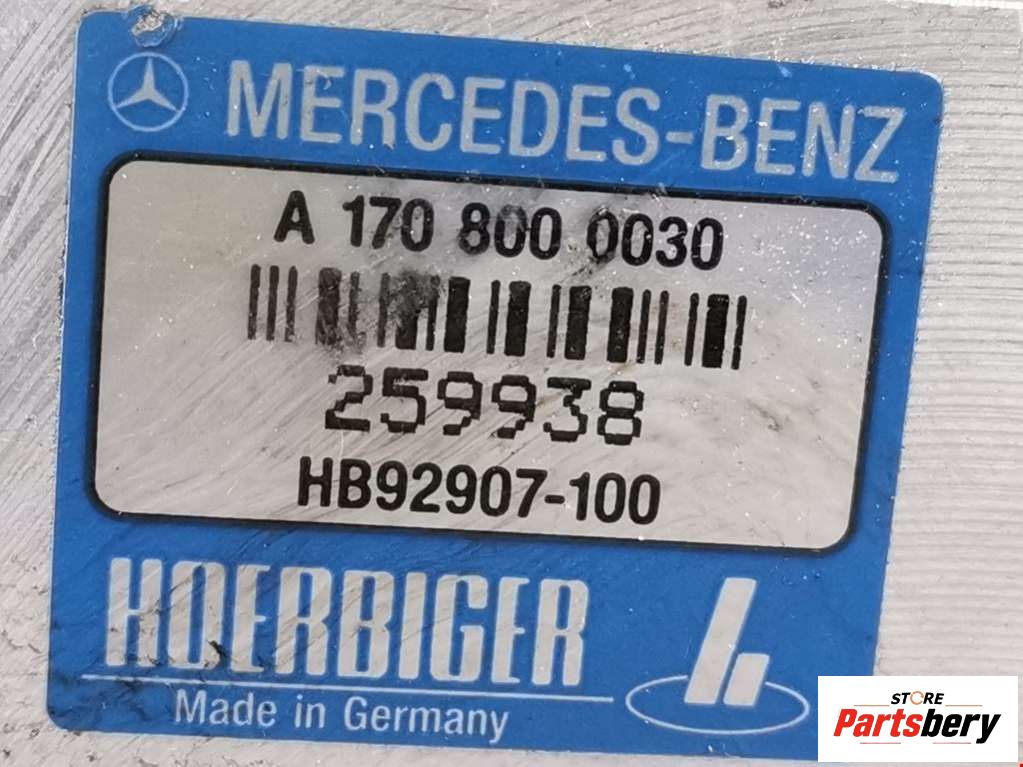 MERCEDES-BENZ
A 170 800 0030
259938
HB92907-100
HOERBIGER
Made in Germany
STORE
Partsbery